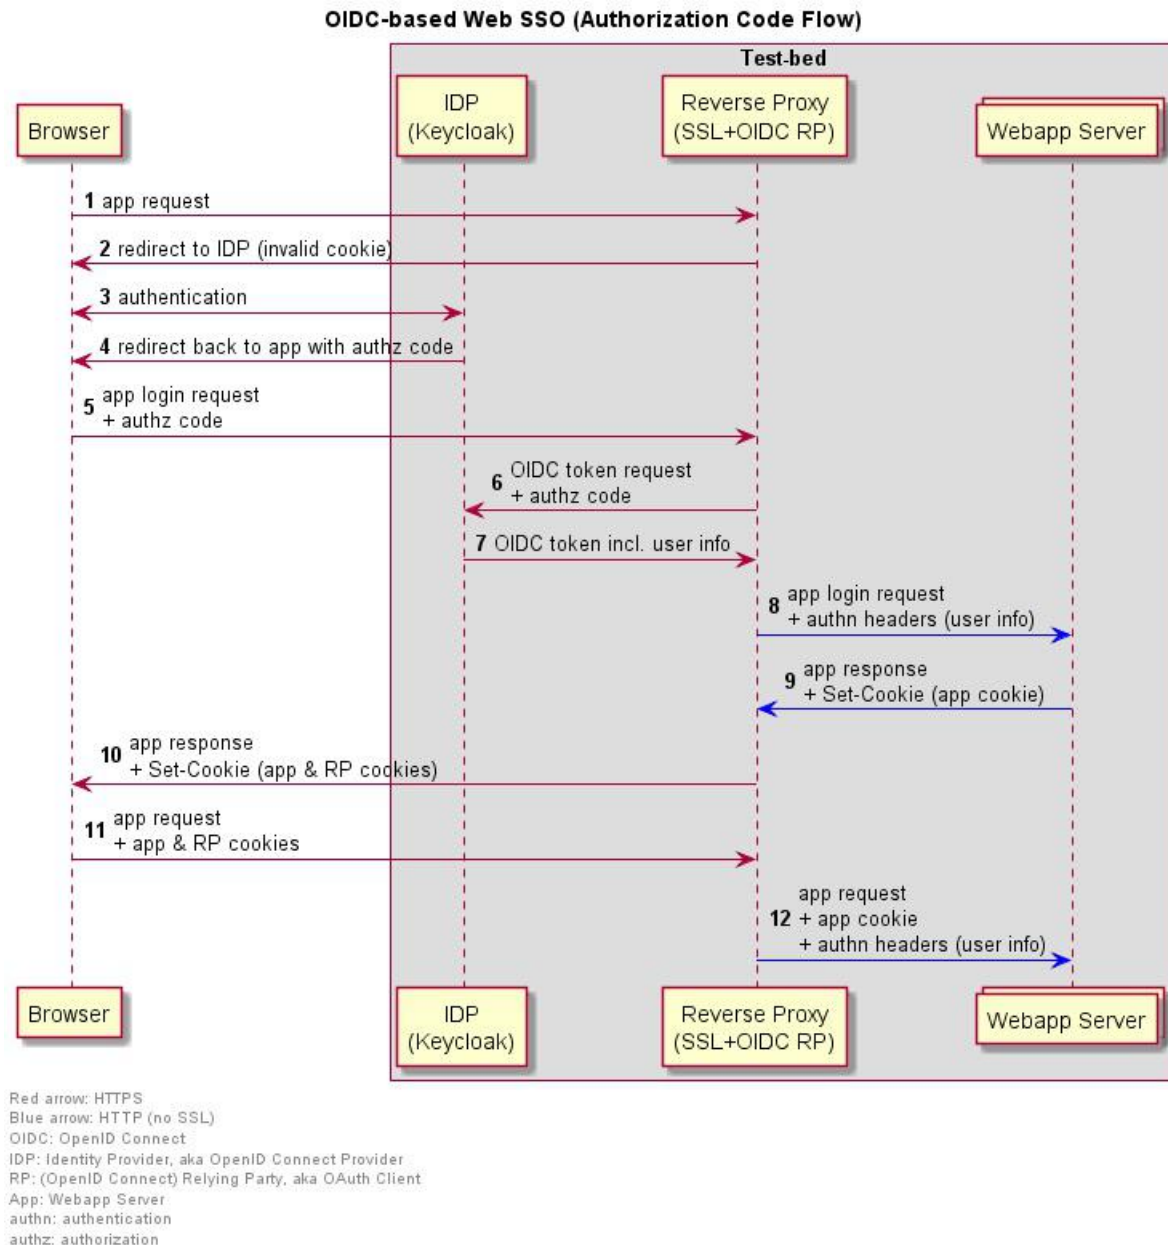 OIDC-based Web SSO (Authorization Code Flow)
Test-bed
Browser
IDP
(Keycloak)
Reverse Proxy
(SSL+OIDC RP)
Webapp Server
1 app request
2 redirect to IDP (invalid cookie)
3 authentication
4 redirect back to app with authz code
5 app login request
+ authz code
6 OIDC token request
+ authz code
7 OIDC token incl. user info
8 app login request
+ authn headers (user info)
9 app response
+ Set-Cookie (app cookie)
10 app response
+ Set-Cookie (app & RP cookies)
11 app request
+ app & RP cookies
app request
12 + app cookie
+ authn headers (user info)
Browser
IDP
(Keycloak)
Reverse Proxy
(SSL+OIDC RP)
Webapp Server
Red arrow: HTTPS
Blue arrow: HTTP (no SSL)
OIDC: OpenID Connect
IDP: Identity Provider, aka OpenID Connect Provider
RP: (OpenID Connect) Relying Party, aka OAuth Client
App: Webapp Server
authn: authentication
authz: authorization